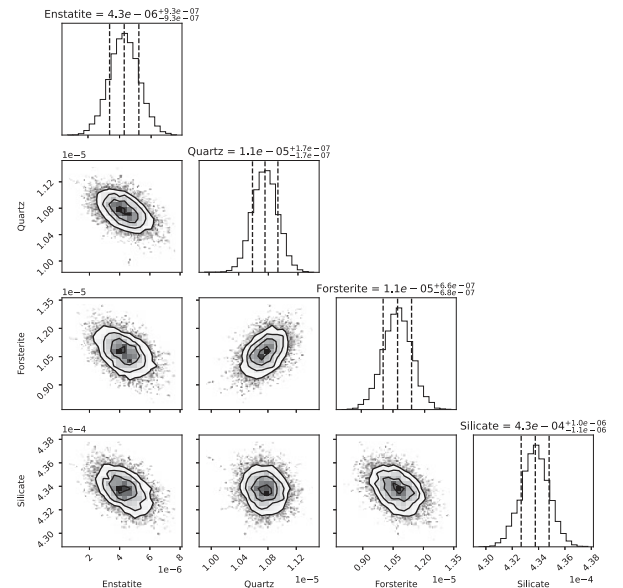 Enstatite = 4.3e − 06 +9.3e−07 −9.3e−07
1e−5
Quartz = 1.1e − 05 +1.7e−07 −1.7e−07
1.12
1.08
1.04
1.00
Quartz
1e−5
Forsterite = 1.1e − 05 +6.6e−07 −6.8e−07
1.35
1.20
1.05
0.90
Forsterite
1e−4
Silicate = 4.3e − 04 +1.0e−06 −1.1e−06
4.38
4.36
4.34
4.32
4.30
Silicate
2 4 6 8 1.00 1.04 1.08 1.12 0.90 1.05 1.20 1.35 4.30 4.32 4.34 4.36 4.38
1e−6 1e−5 1e−5 1e−4
Enstatite Quartz Forsterite Silicate